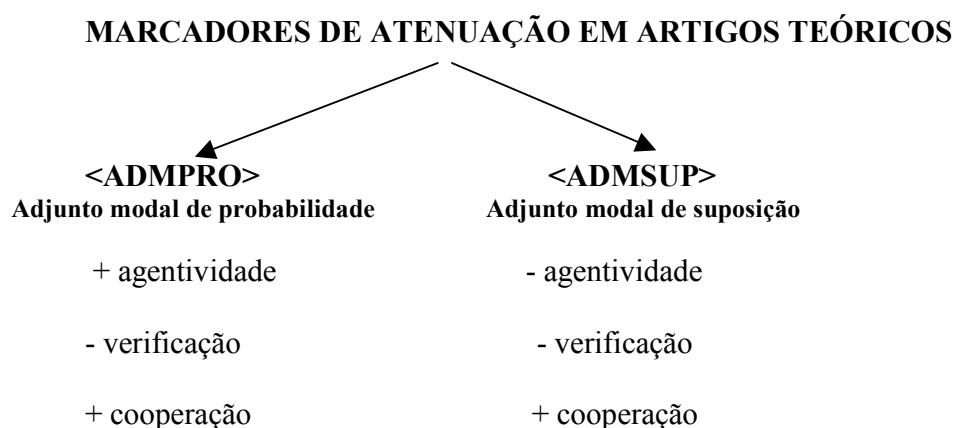 MARCADORES DE ATENUAÇÃO EM ARTIGOS TEÓRICOS
<ADMPRO> <ADMSUP>
Adjunto modal de probabilidade Adjunto modal de suposição
+ agentividade - agentividade
- verificação - verificação
+ cooperação + cooperação